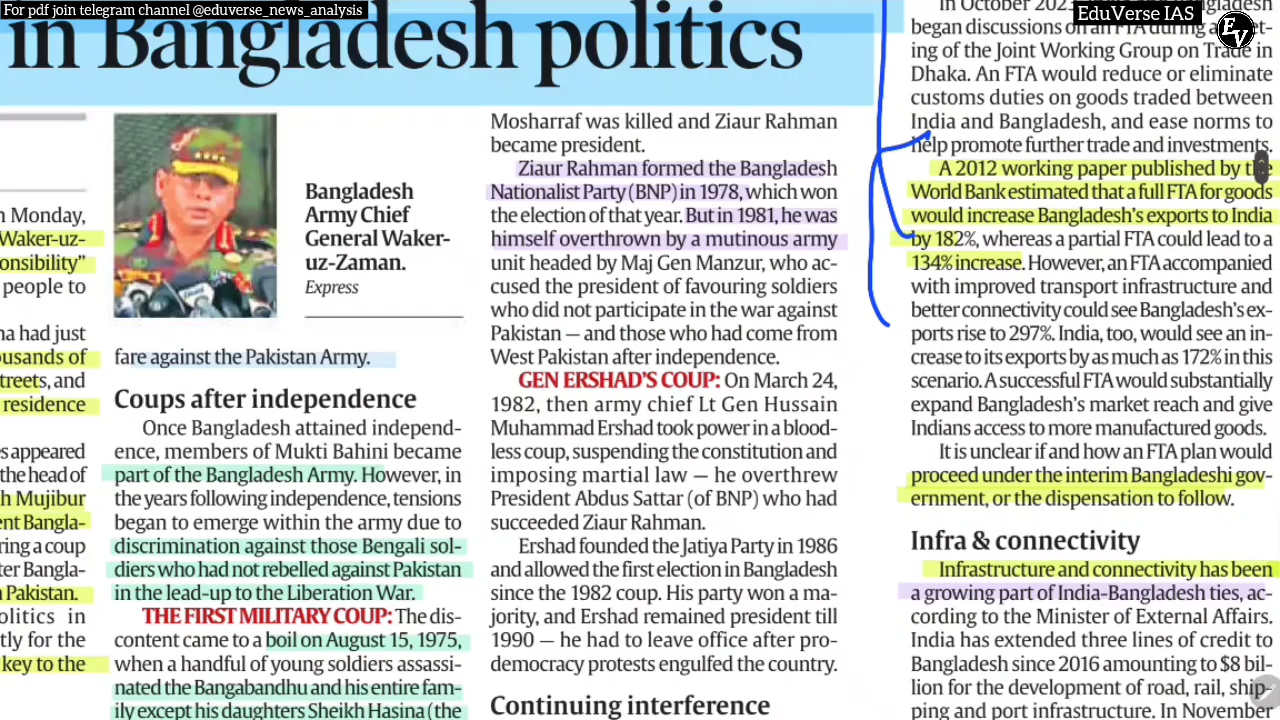 For pdf join telegram channel @eduverse_news_analysis
EduVerse IAS
EV
in Bangladesh politics
n Monday,
Waker-uz-
onsibility”
people to
na had just
ousands of
treets, and
residence
es appeared
the head of
h Mujibur
ent Bangla-
ring a coup
ter Bangla-
Pakistan.
olitics in
tly for the
key to the
Bangladesh
Army Chief
General Waker-
uz-Zaman.
Express
fare against the Pakistan Army.
Coups after independence
Once Bangladesh attained independ-
ence, members of Mukti Bahini became
part of the Bangladesh Army. However, in
the years following independence, tensions
began to emerge within the army due to
discrimination against those Bengali sol-
diers who had not rebelled against Pakistan
in the lead-up to the Liberation War.
THE FIRST MILITARY COUP: The dis-
content came to a boil on August 15, 1975,
when a handful of young soldiers assassi-
nated the Bangabandhu and his entire fam-
ily except his daughters Sheikh Hasina (the
Mosharraf was killed and Ziaur Rahman
became president.
Ziaur Rahman formed the Bangladesh
Nationalist Party (BNP) in 1978, which won
the election of that year. But in 1981, he was
himself overthrown by a mutinous army
unit headed by Maj Gen Manzur, who ac-
cused the president of favouring soldiers
who did not participate in the war against
Pakistan — and those who had come from
West Pakistan after independence.
GEN ERSHAD’S COUP: On March 24,
1982, then army chief Lt Gen Hussain
Muhammad Ershad took power in a blood-
less coup, suspending the constitution and
imposing martial law — he overthrew
President Abdus Sattar (of BNP) who had
succeeded Ziaur Rahman.
Ershad founded the Jatiya Party in 1986
and allowed the first election in Bangladesh
since the 1982 coup. His party won a ma-
jority, and Ershad remained president till
1990 — he had to leave office after pro-
democracy protests engulfed the country.
Continuing interference
In October 202 ladesh
began discussions on an FTA during a et-
ing of the Joint Working Group on Trade in
Dhaka. An FTA would reduce or eliminate
customs duties on goods traded between
India and Bangladesh, and ease norms to
help promote further trade and investments.
A 2012 working paper published by the
World Bank estimated that a full FTA for goods
would increase Bangladesh’s exports to India
by 182%, whereas a partial FTA could lead to a
134% increase. However, an FTA accompanied
with improved transport infrastructure and
better connectivity could see Bangladesh’s ex-
ports rise to 297%. India, too, would see an in-
crease to its exports by as much as 172% in this
scenario. A successful FTA would substantially
expand Bangladesh’s market reach and give
Indians access to more manufactured goods.
It is unclear if and how an FTA plan would
proceed under the interim Bangladeshi gov-
ernment, or the dispensation to follow.
Infra & connectivity
Infrastructure and connectivity has been
a growing part of India-Bangladesh ties, ac-
cording to the Minister of External Affairs.
India has extended three lines of credit to
Bangladesh since 2016 amounting to $8 bil-
lion for the development of road, rail, ship-
ping and port infrastructure. In November